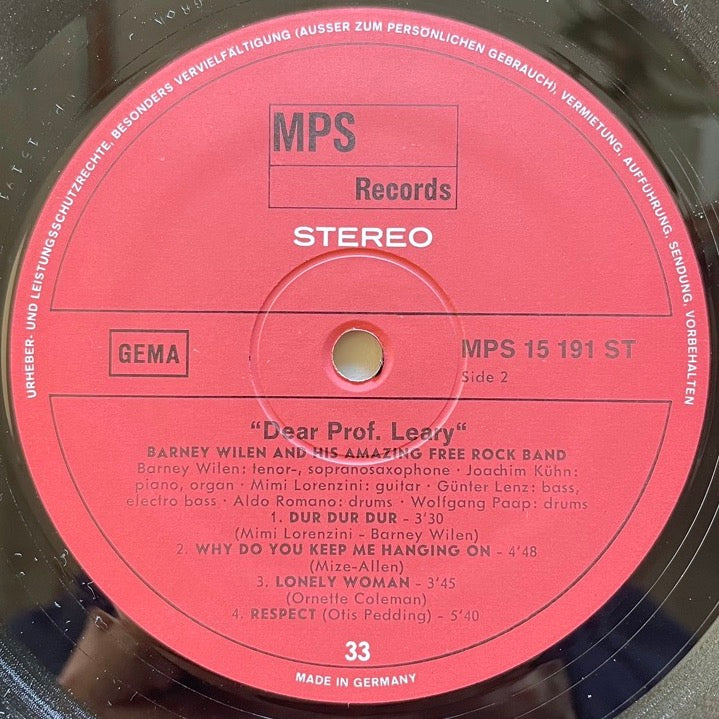 URHEBER- UND LEISTUNGSSCHUTZRECHTE, BESONDERS VERVIELFÄLTIGUNG (AUSSER ZUM PERSÖNLICHEN GEBRAUCH), VERMIETUNG, AUFFÜHRUNG, SENDUNG, VORBEHALTEN
MPS
Records
STEREO
GEMA
MPS 15 191 ST
Side 2
"Dear Prof. Leary"
BARNEY WILEN AND HIS AMAZING FREE ROCK BAND
Barney Wilen: tenor-, sopranosaxophone · Joachim Kühn:
piano, organ · Mimi Lorenzini: guitar · Günter Lenz: bass,
electro bass · Aldo Romano: drums · Wolfgang Paap: drums
1. DUR DUR DUR - 3'30
(Mimi Lorenzini - Barney Wilen)
2. WHY DO YOU KEEP ME HANGING ON - 4'48
(Mize-Allen)
3. LONELY WOMAN - 3'45
(Ornette Coleman)
4. RESPECT (Otis Pedding) - 5'40
33
MADE IN GERMANY